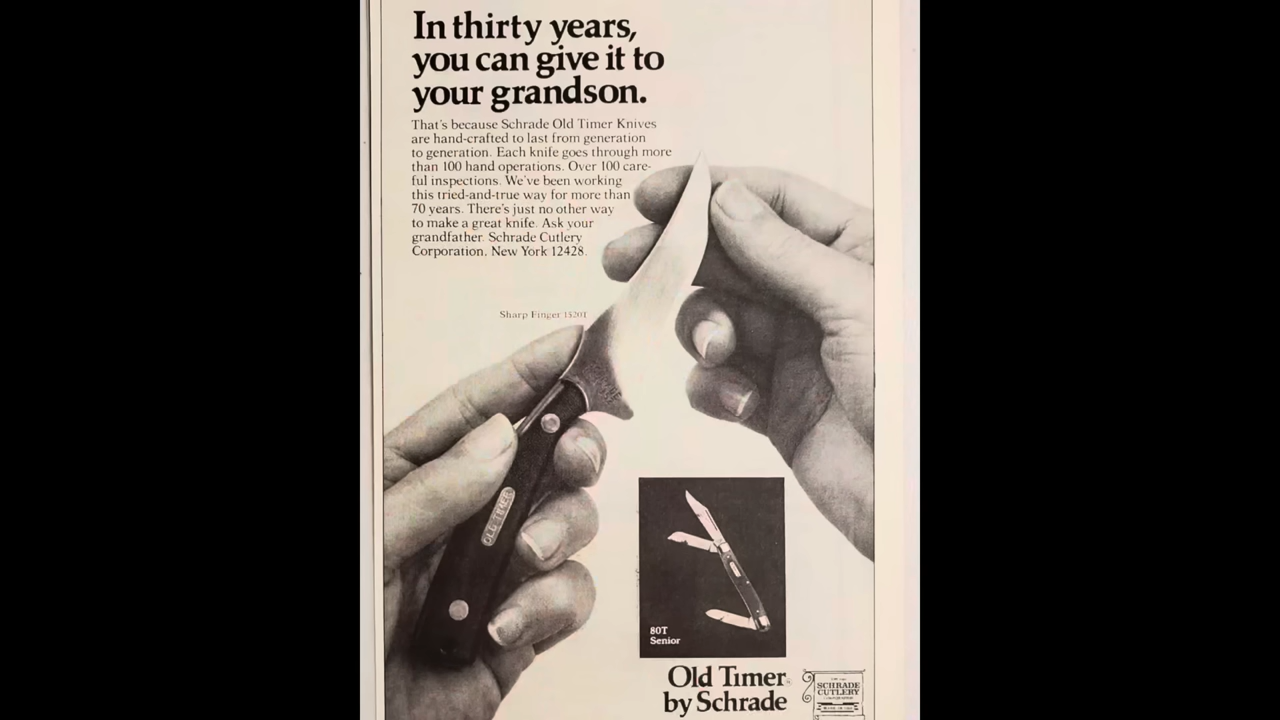 In thirty years,
you can give it to
your grandson.
That's because Schrade Old Timer Knives
are hand-crafted to last from generation
to generation. Each knife goes through more
than 100 hand operations. Over 100 care-
ful inspections. We've been working
this tried-and-true way for more than
70 years. There's just no other way
to make a great knife. Ask your
grandfather. Schrade Cutlery
Corporation, New York 12428.
Sharp Finger 152OT
OLD TIMER
80T
Senior
Old Timer
by Schrade
SCHRADE
CUTLERY